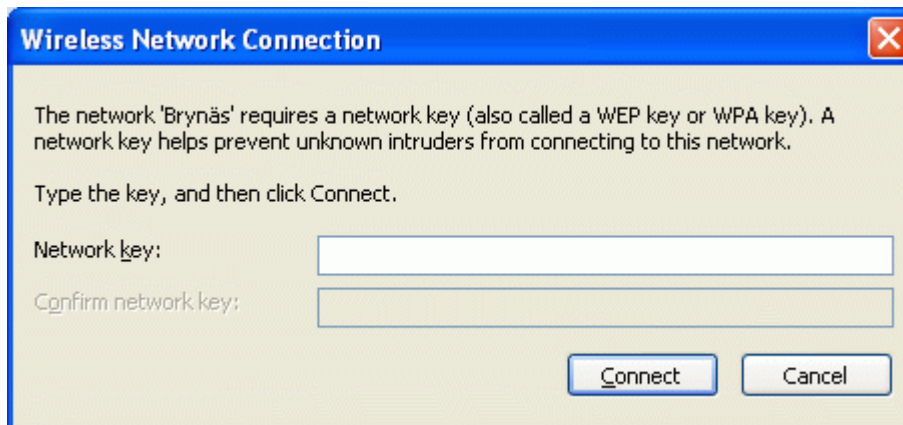 Wireless Network Connection
The network 'Brynäs' requires a network key (also called a WEP key or WPA key). A
network key helps prevent unknown intruders from connecting to this network.
Type the key, and then click Connect.
Network key:
Confirm network key:
Connect Cancel